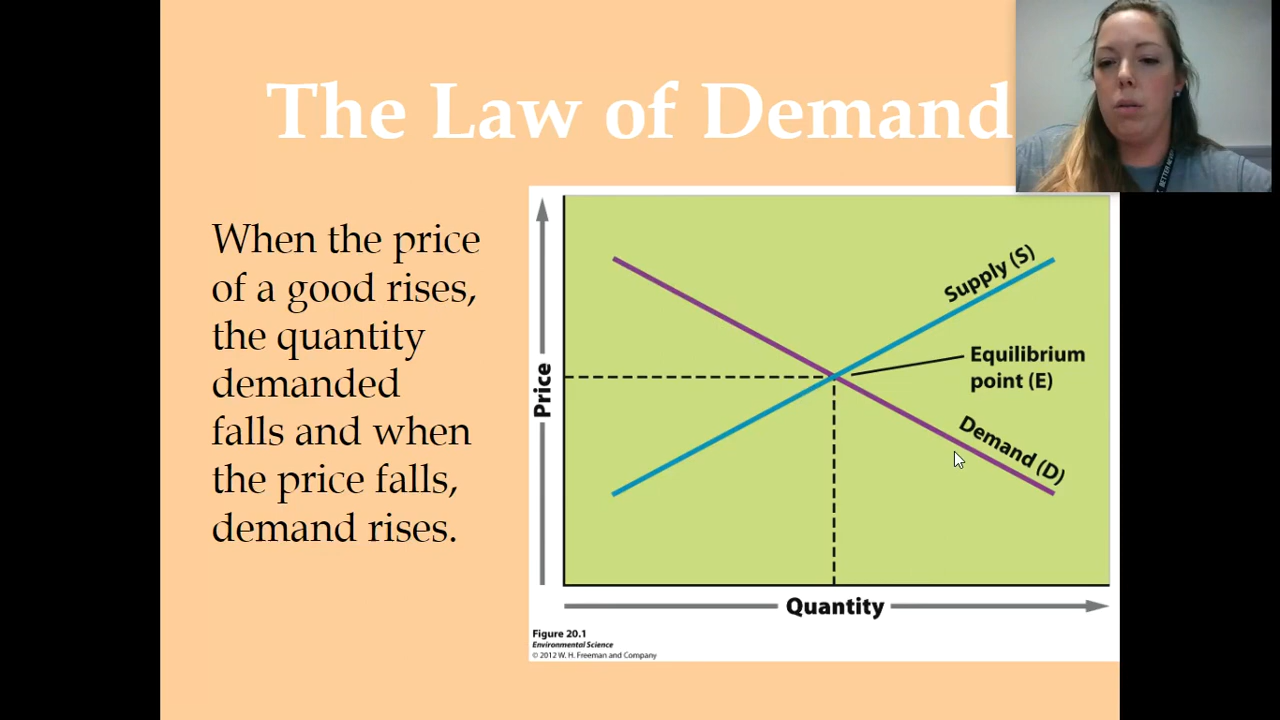 The Law of Demand
When the price
of a good rises,
the quantity
demanded
falls and when
the price falls,
demand rises.
Supply (S)
Equilibrium
point (E)
Demand (D)
Price
Quantity
Figure 20.1
Environmental Science
© 2012 W. H. Freeman and Company